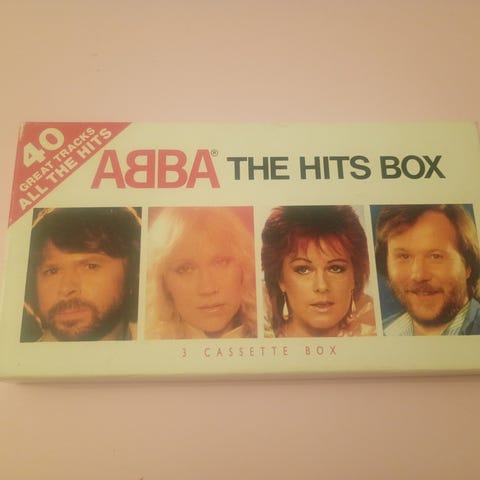 40
GREAT TRACKS
ALL THE HITS
ABBA® THE HITS BOX
3 CASSETTE BOX